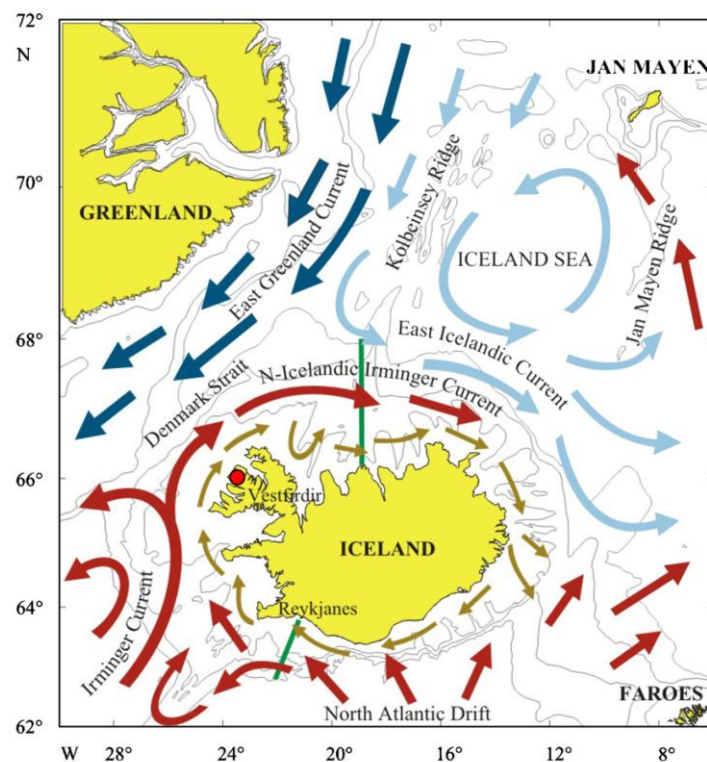 72°
N
JAN MAYEN
70°
GREENLAND
East Greenland Current
Kolbeinsey Ridge
ICELAND SEA
Jan Mayen Ridge
68°
East Icelandic Current
N-Icelandic Irminger Current
Denmark Strait
66°
Vestfirdir
ICELAND
64°
Reykjanes
Irminger Current
FAROES
North Atlantic Drift
62°
W 28° 24° 20° 16° 12° 8°